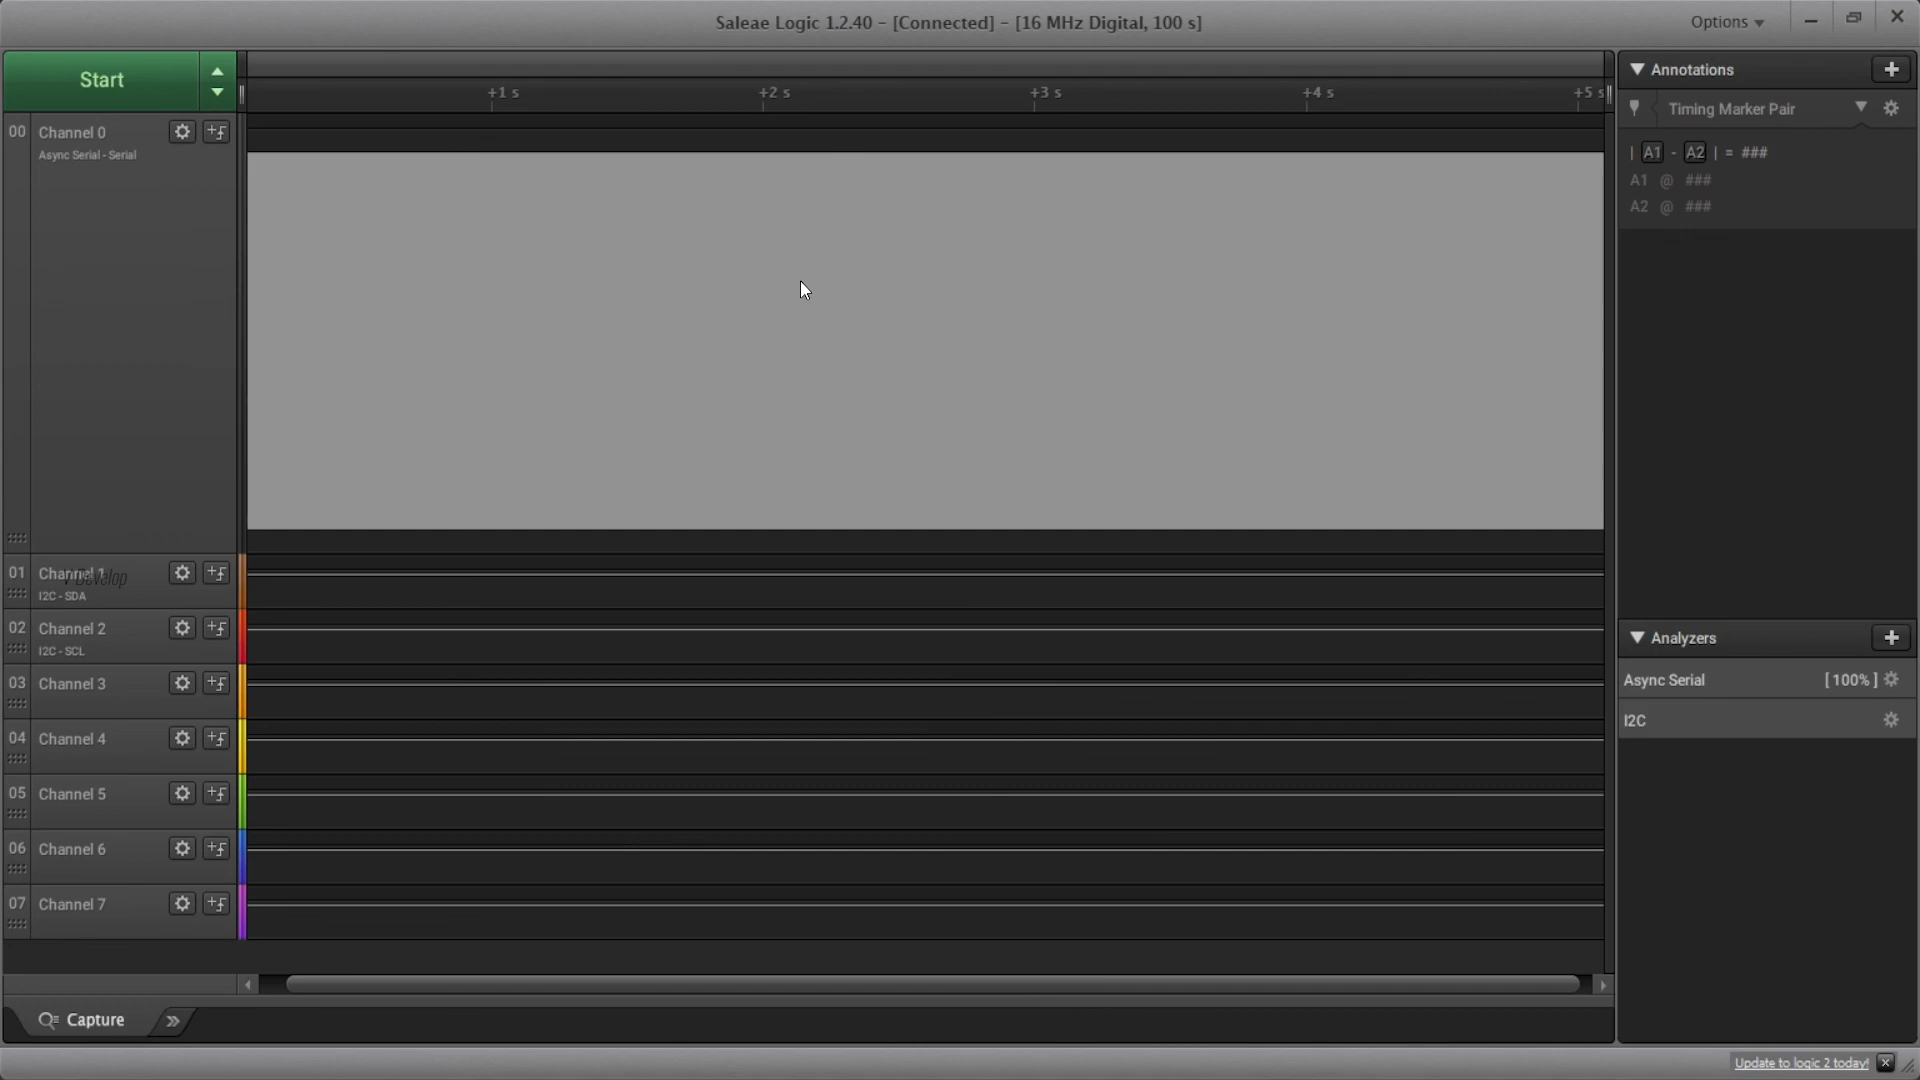 Saleae Logic 1.2.40 - [Connected] - [16 MHz Digital, 100 s]
Options
Start
+1 s
+2 s
+3 s
+4 s
+5 s
Annotations
Timing Marker Pair
| A1 - A2 | = ###
A1 @ ###
A2 @ ###
00 Channel 0
Async Serial - Serial
01 Channel 1
V Develop
I2C - SDA
02 Channel 2
I2C - SCL
03 Channel 3
04 Channel 4
05 Channel 5
06 Channel 6
07 Channel 7
Analyzers
Async Serial [ 100% ]
I2C
Capture
Update to logic 2 today!